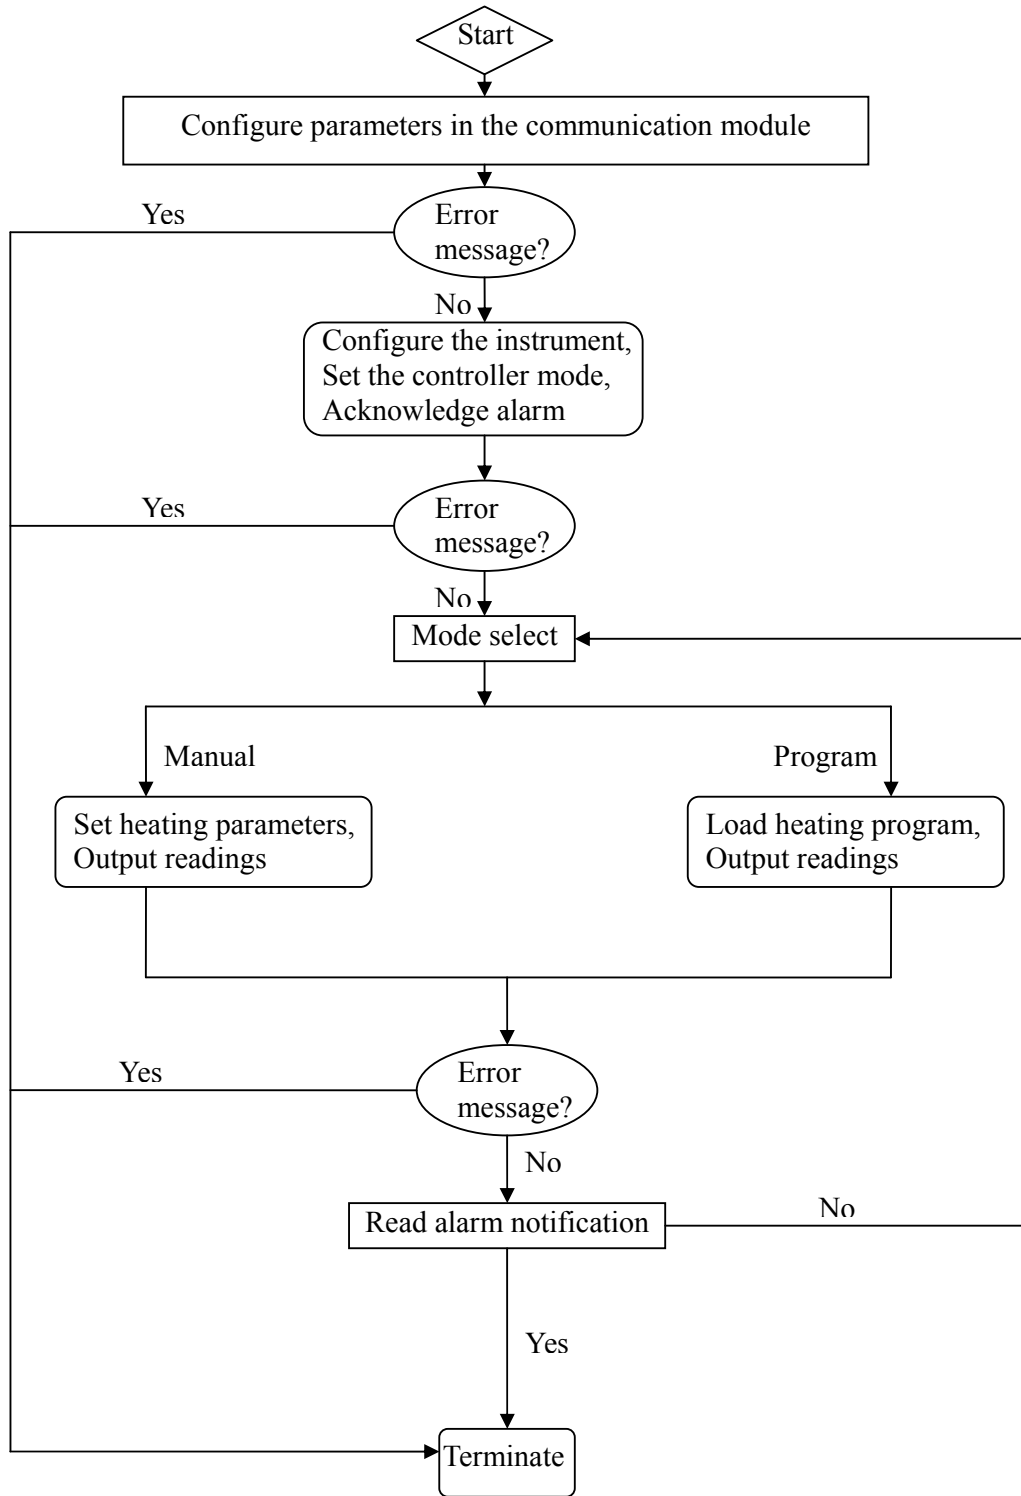 Start
Configure parameters in the communication module
Yes
Error
message?
No
Configure the instrument,
Set the controller mode,
Acknowledge alarm
Yes
Error
message?
No
Mode select
Manual
Program
Set heating parameters,
Output readings
Load heating program,
Output readings
Yes
Error
message?
No
Read alarm notification
No
Yes
Terminate